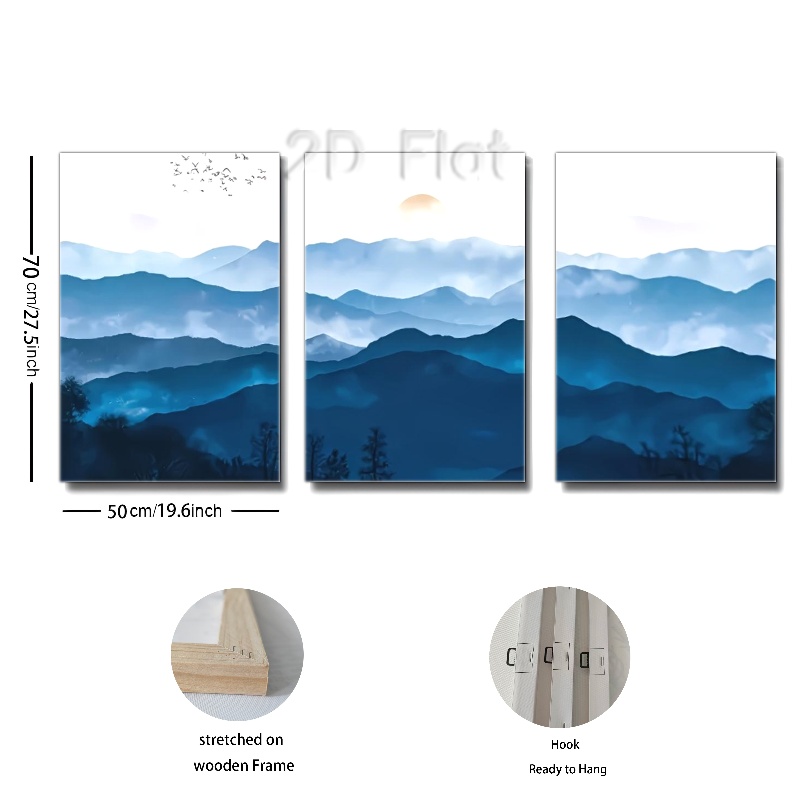 2D Flat
70 cm/27.5inch
50cm/19.6inch
stretched on
wooden Frame
Hook
Ready to Hang